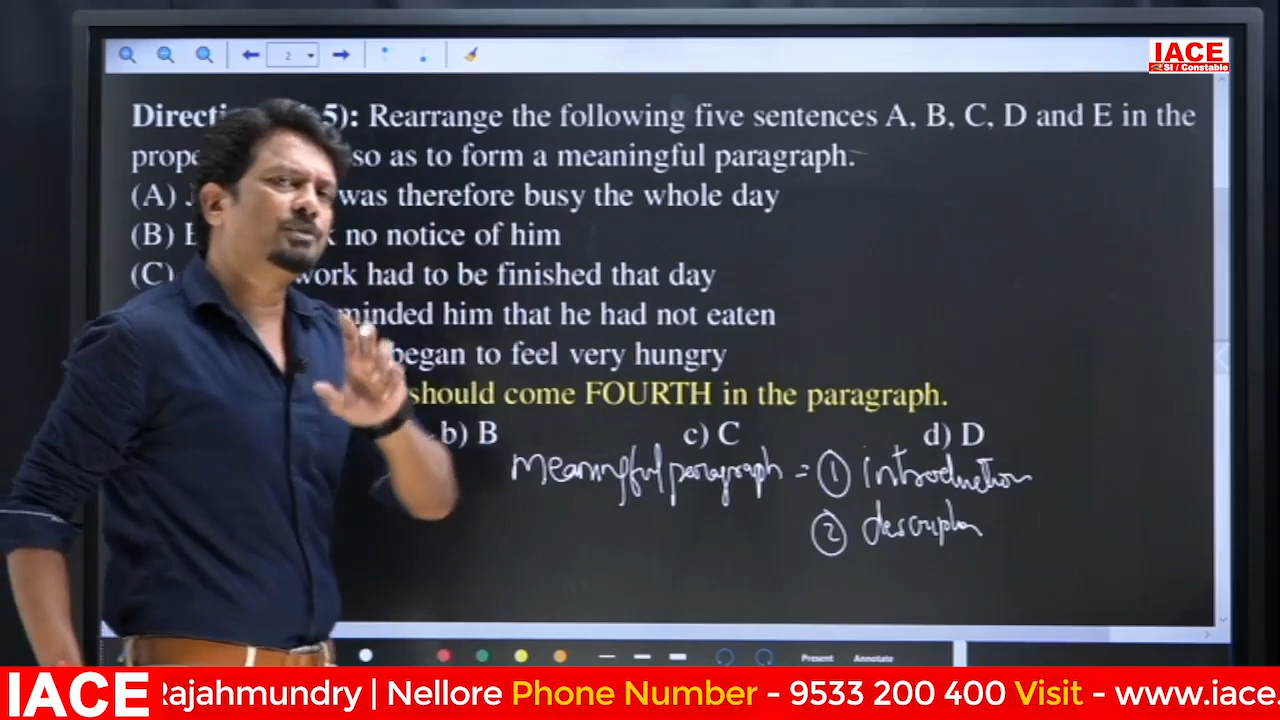 IACE
SI / Constable
2
Directi 5): Rearrange the following five sentences A, B, C, D and E in the
prope so as to form a meaningful paragraph.
(A) J was therefore busy the whole day
(B) E k no notice of him
(C) work had to be finished that day
minded him that he had not eaten
began to feel very hungry
should come FOURTH in the paragraph.
b) B c) C d) D
Meaningful paragraph = ① introduction
②
Present Annotate
IACE Rajahmundry | Nellore Phone Number - 9533 200 400 Visit - www.iace.